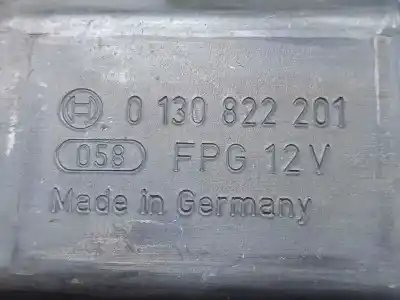 0 130 822 201
058 FPG 12V
Made in Germany